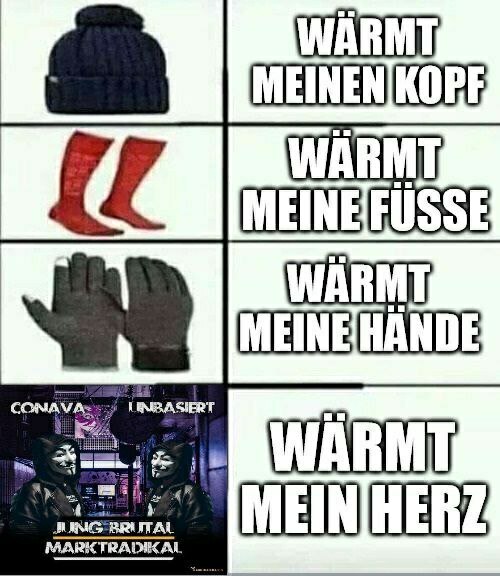 WÄRMT
MEINEN KOPF
WÄRMT
MEINE FÜSSE
WÄRMT
MEINE HÄNDE
CONAVA UNBASIERT
JUNG BRUTAL
MARKTRADIKAL
WÄRMT
MEIN HERZ